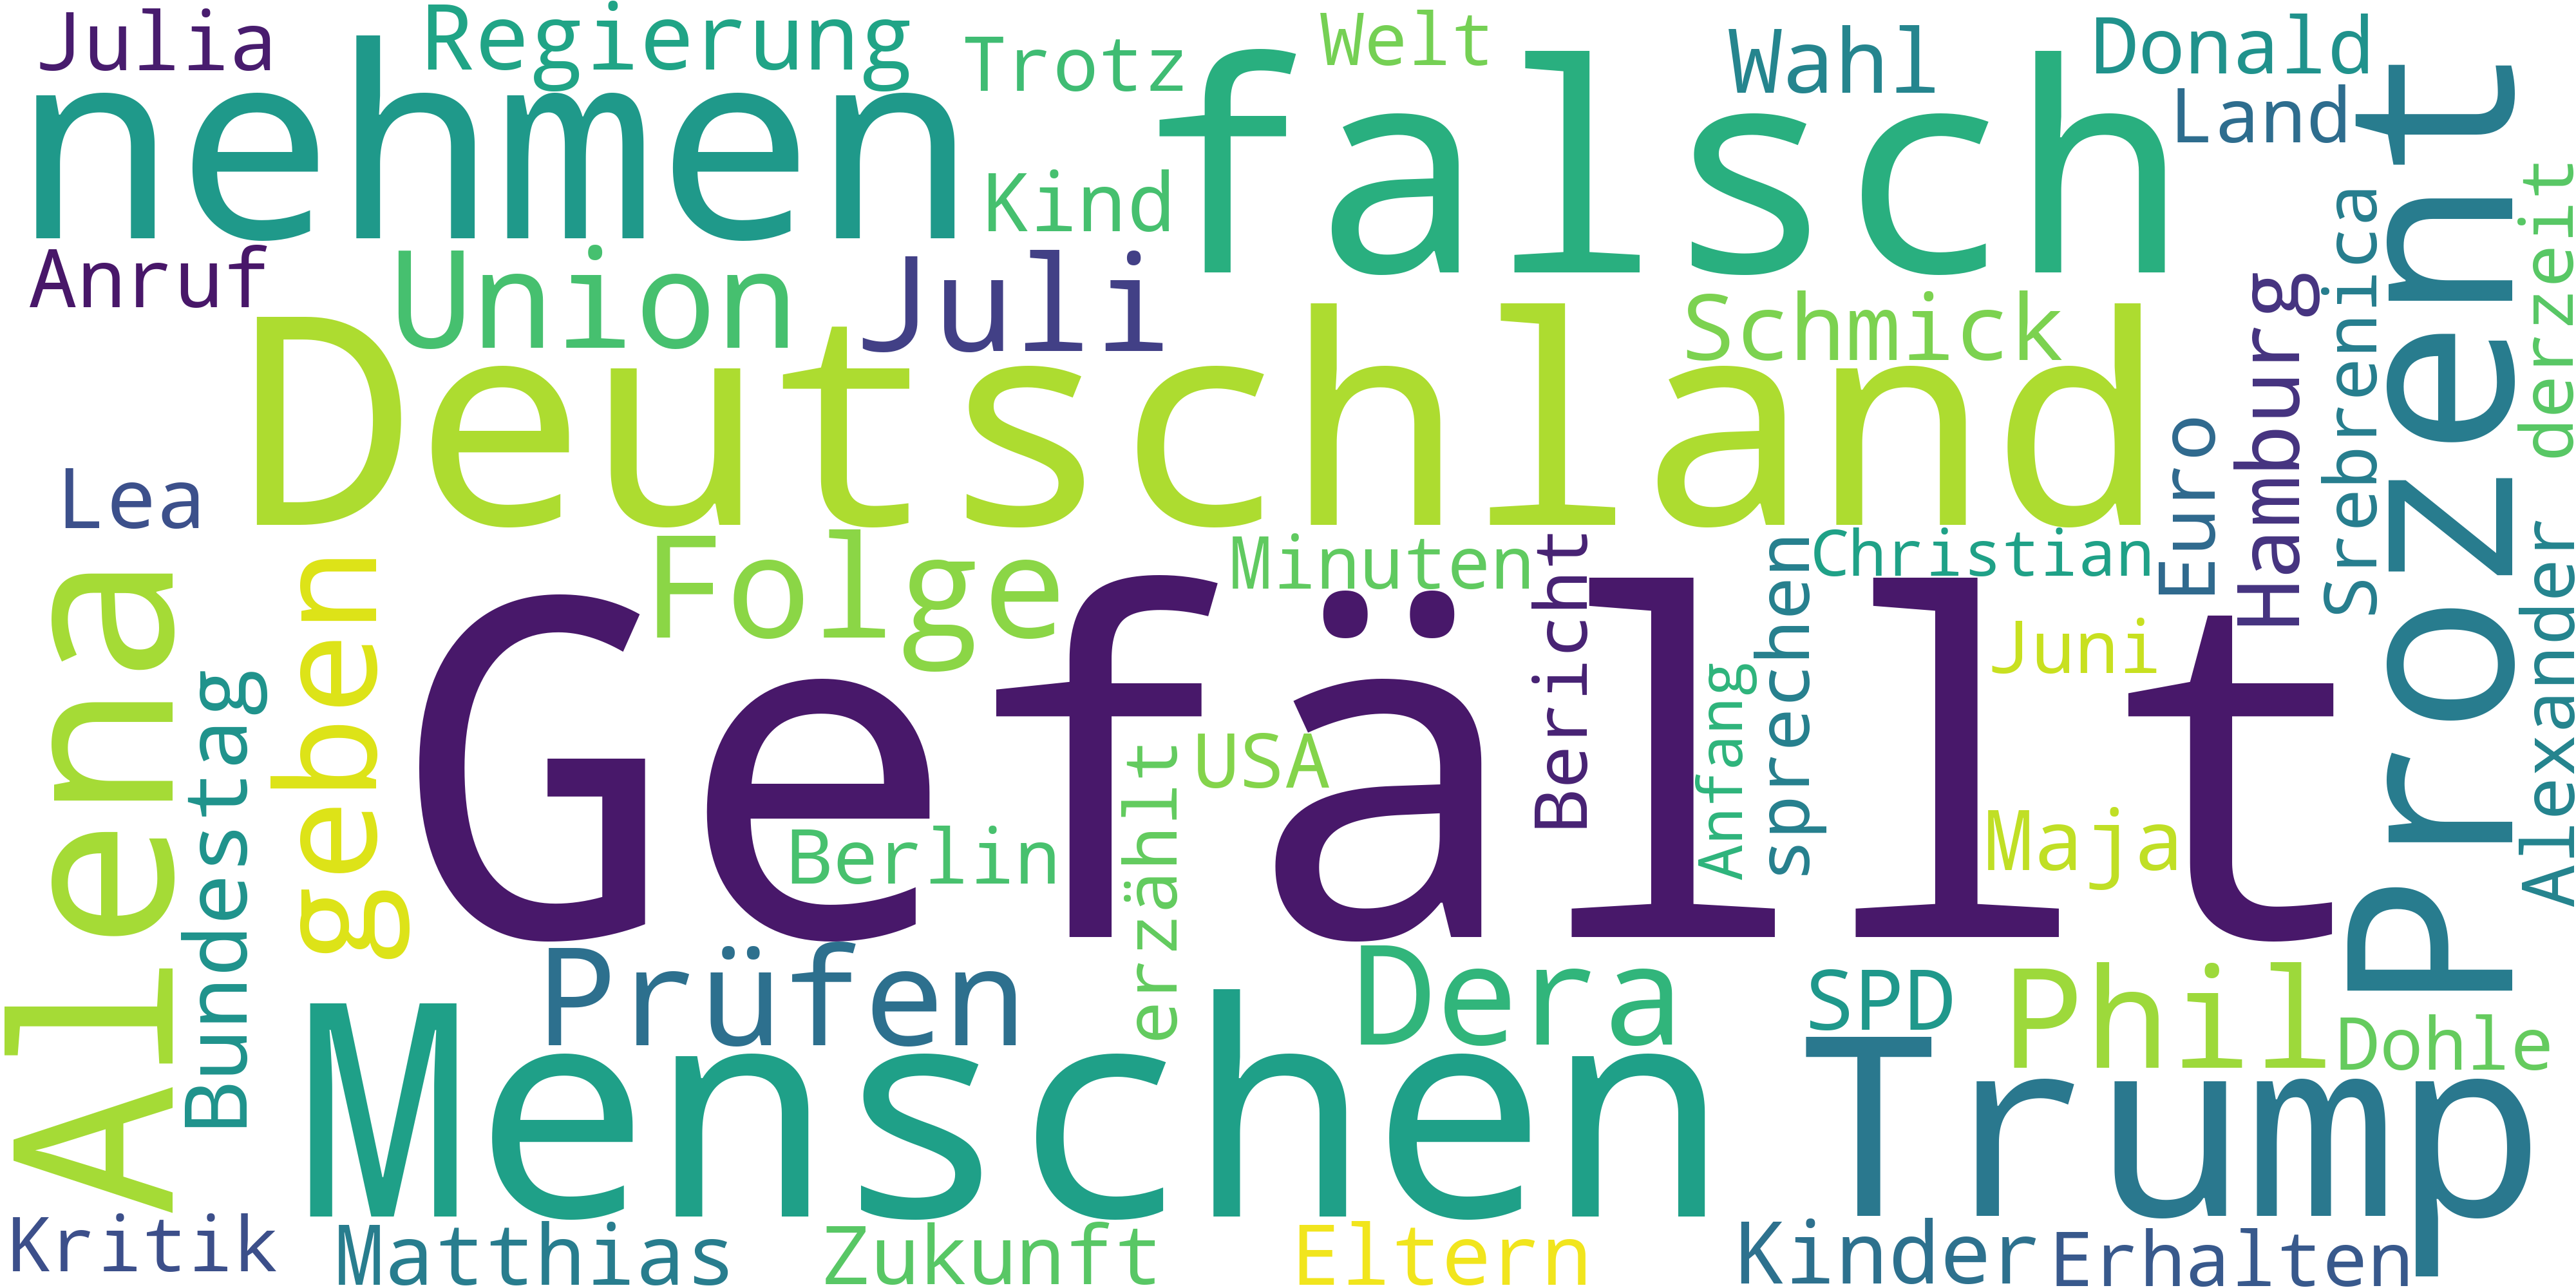 Julia
Regierung
Trotz
Welt
Wahl
Donald
nehmen
falsch
Land
Kind
Prozent
derzeit
Srebrenica
Anruf
Union
Juli
Schmick
Hamburg
Deutschland
Euro
Lea
Folge
Minuten
Bericht
sprechen
Christian
Alena
geben
Gefällt
Juni
Alexander
Bundestag
USA
Anfang
erzählt
Berlin
Maja
Prüfen
Dera
SPD
Phil
Menschen
Trump
Dohle
Kritik
Matthias
Zukunft
Eltern
Kinder
Erhalten